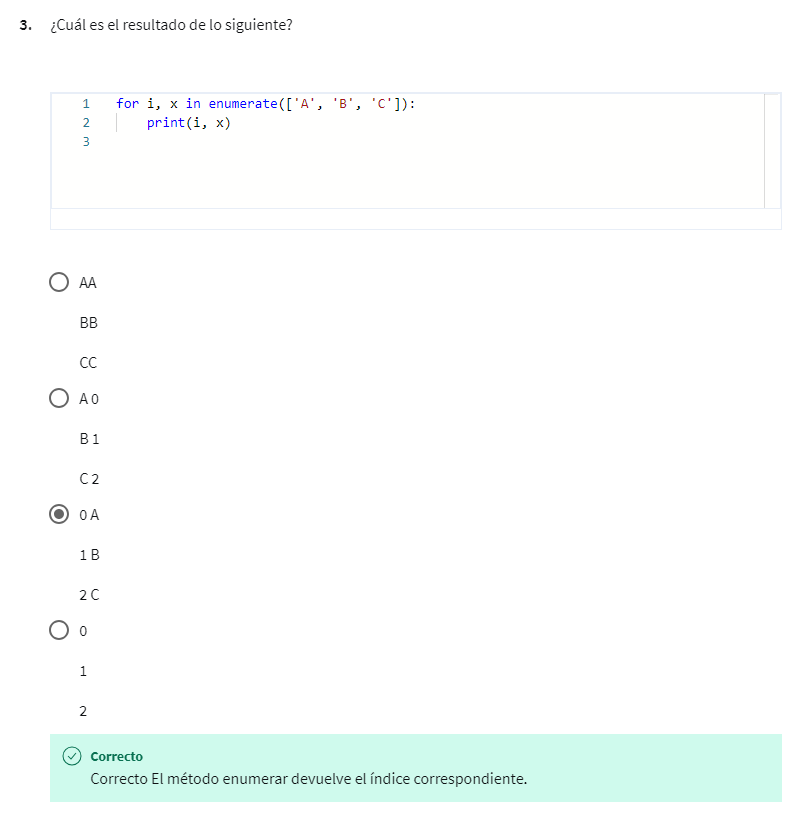 3. ¿Cuál es el resultado de lo siguiente?
1 for i, x in enumerate(['A', 'B', 'C']):
2     print(i, x)
3
AA
BB
CC
A 0
B 1
C 2
0 A
1 B
2 C
0
1
2
Correcto
Correcto El método enumerar devuelve el índice correspondiente.